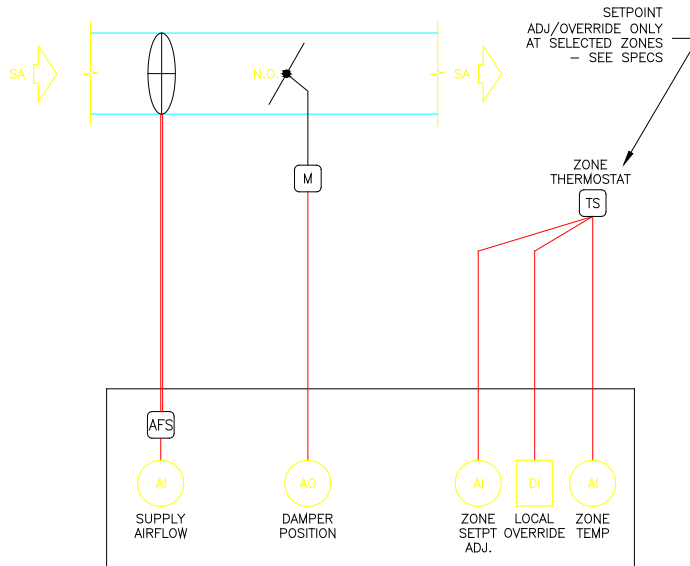 SETPOINT
ADJ/OVERRIDE ONLY
AT SELECTED ZONES
– SEE SPECS
SA
N.O.
SA
M
ZONE
THERMOSTAT
TS
AFS
AI
AO
AI
DI
AI
SUPPLY
AIRFLOW
DAMPER
POSITION
ZONE
SETPT
ADJ.
LOCAL
OVERRIDE
ZONE
TEMP